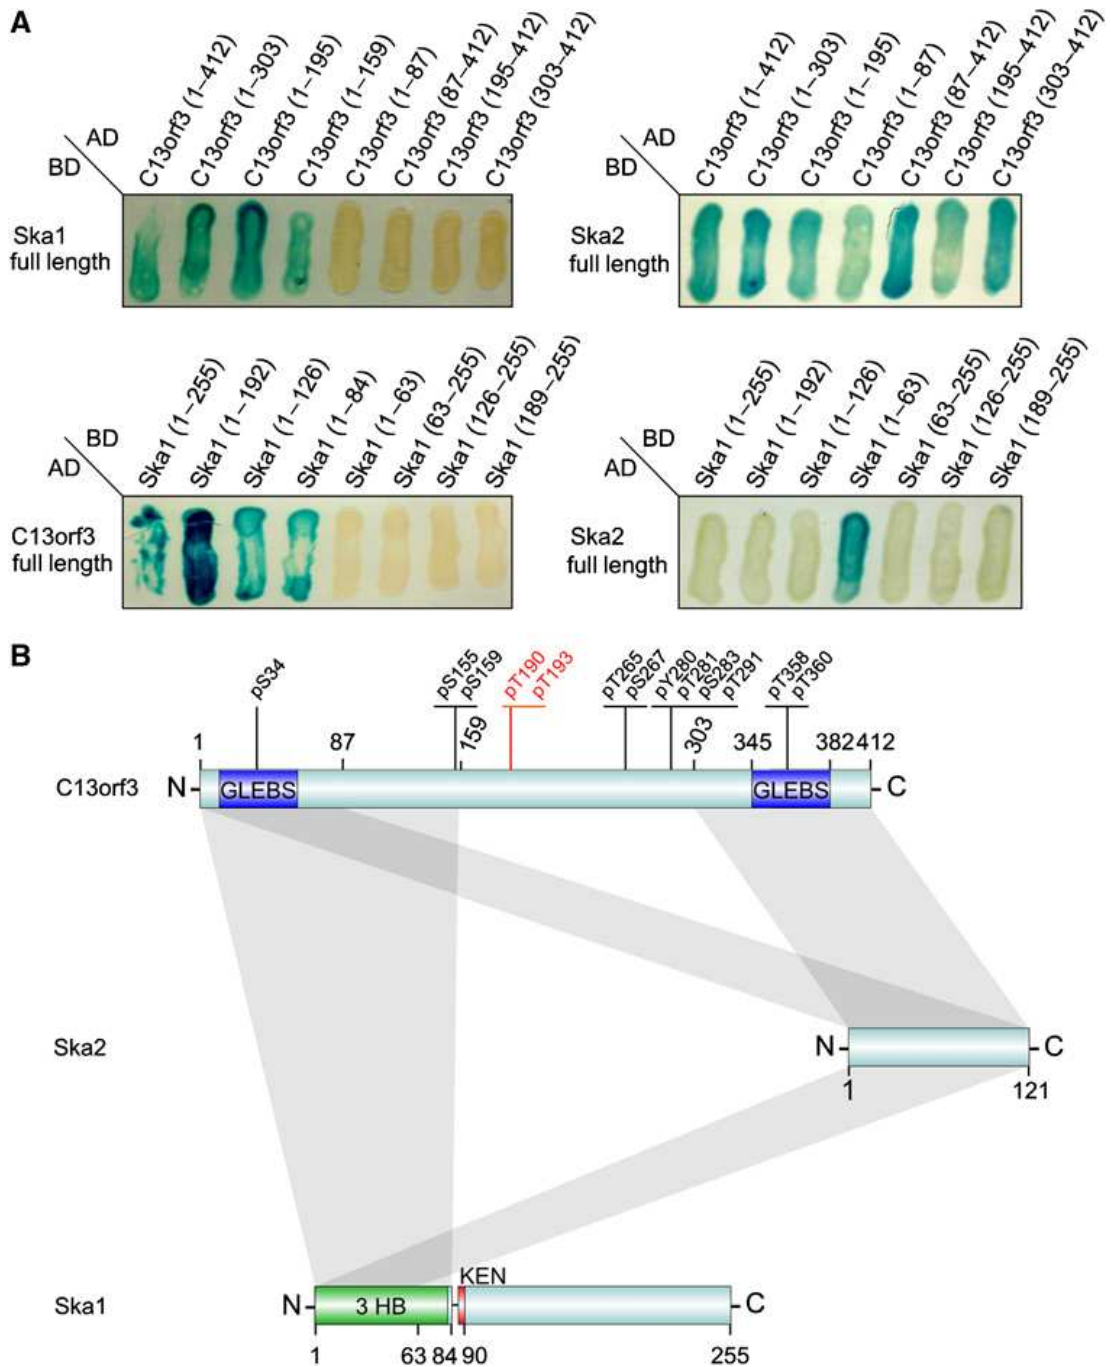 A
AD
BD
C13orf3 (1–412)
C13orf3 (1–303)
C13orf3 (1–195)
C13orf3 (1–159)
C13orf3 (1–87)
C13orf3 (87–412)
C13orf3 (195–412)
C13orf3 (303–412)
Ska1
full length
AD
BD
C13orf3 (1–412)
C13orf3 (1–303)
C13orf3 (1–195)
C13orf3 (1–87)
C13orf3 (87–412)
C13orf3 (195–412)
C13orf3 (303–412)
Ska2
full length
BD
AD
Ska1 (1–255)
Ska1 (1–192)
Ska1 (1–126)
Ska1 (1–84)
Ska1 (1–63)
Ska1 (63–255)
Ska1 (126–255)
Ska1 (189–255)
C13orf3
full length
BD
AD
Ska1 (1–255)
Ska1 (1–192)
Ska1 (1–126)
Ska1 (1–63)
Ska1 (63–255)
Ska1 (126–255)
Ska1 (189–255)
Ska2
full length
B
pS34
pS155
pS159
pT190
pT193
pT265
pS267
pY280
pT281
pS283
pT291
pT358
pT360
1 87 159 303 345 382 412
C13orf3 N GLEBS GLEBS C
Ska2 N C
1 121
KEN
Ska1 N 3 HB C
1 63 84 90 255